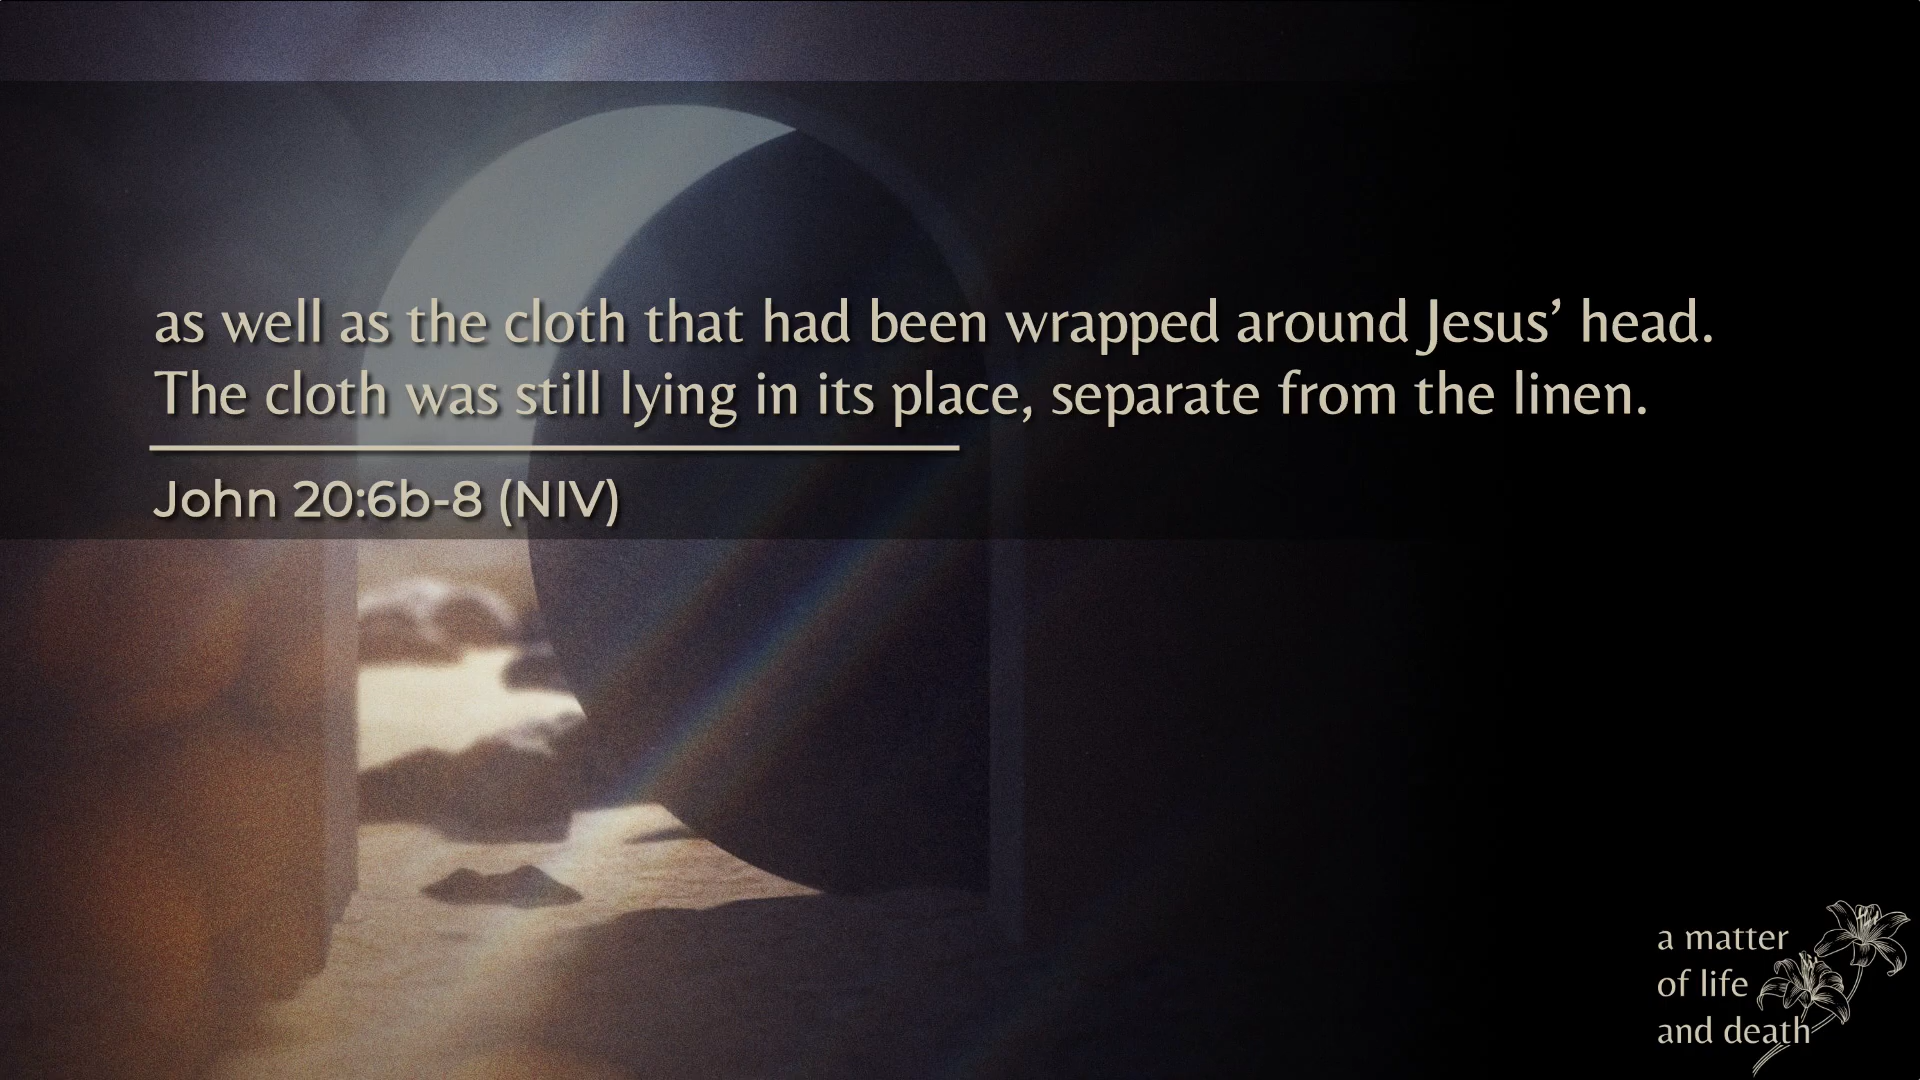 as well as the cloth that had been wrapped around Jesus’ head.
The cloth was still lying in its place, separate from the linen.
John 20:6b-8 (NIV)
a matter
of life
and death